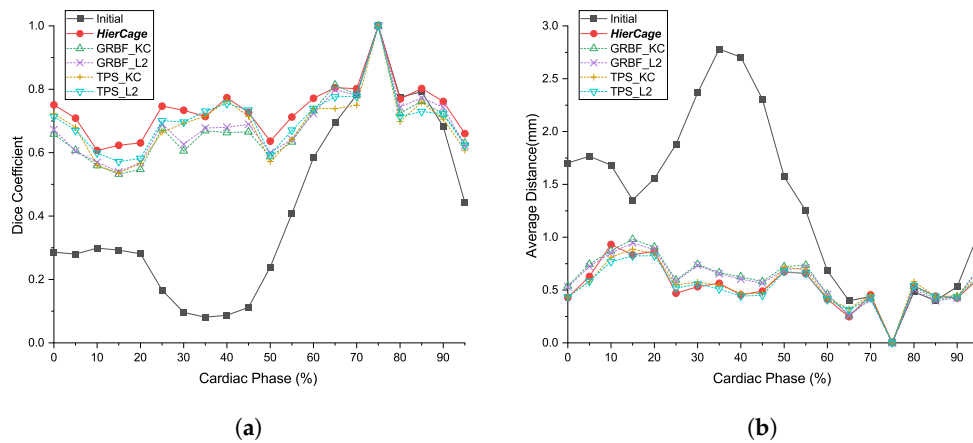 Initial
HierCage
GRBF_KC
GRBF_L2
TPS_KC
TPS_L2
1.0
0.8
0.6
0.4
0.2
0.0
Dice Coefficient
0 10 20 30 40 50 60 70 80 90
Cardiac Phase (%)
(a)
Initial
HierCage
GRBF_KC
GRBF_L2
TPS_KC
TPS_L2
3.0
2.5
2.0
1.5
1.0
0.5
0.0
Average Distance(mm)
0 10 20 30 40 50 60 70 80 90
Cardiac Phase (%)
(b)